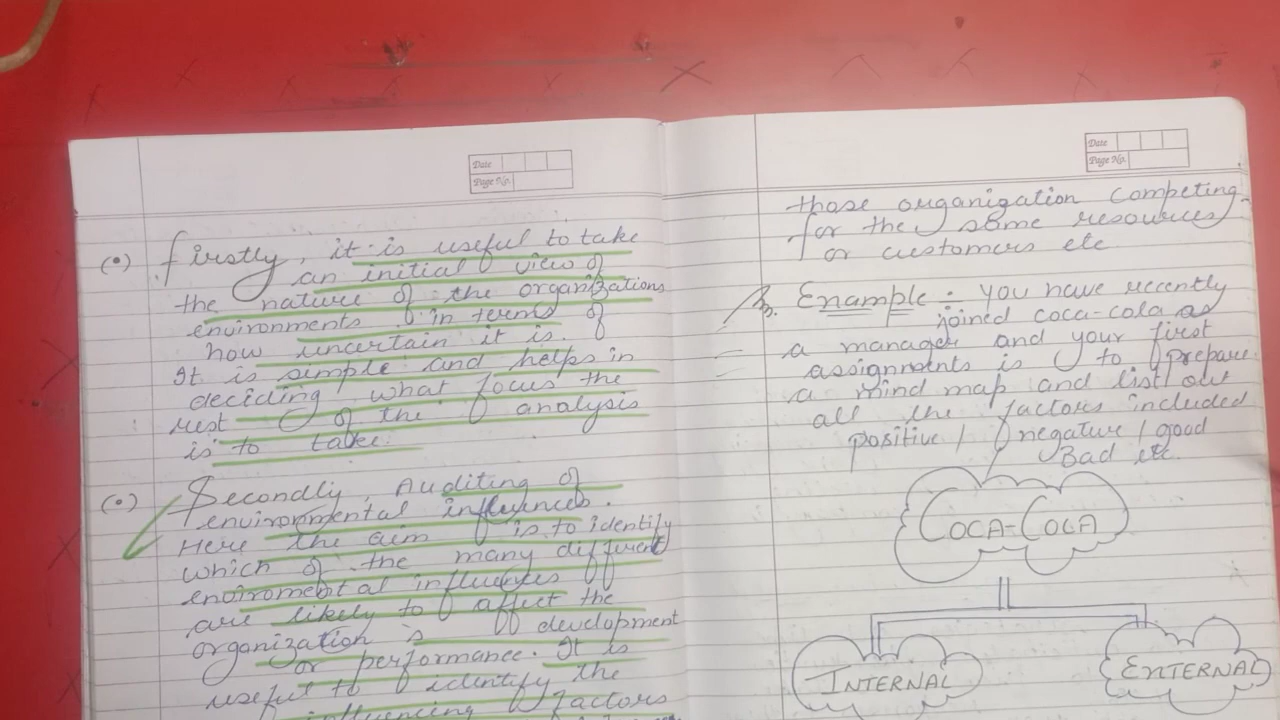 Date
Page No.
(•) firstly, it is useful to take
an initial view of
the nature of the organizations
environments in terms of
how uncertain it is.
It is simple and helps in
deciding what focus the
rest of the analysis
is to take.
(•) Secondly, Auditing of
environmental influences.
Here the aim is to identify
which of the many different
enviromental influences
are likely to affect the
organization's development
or performance. It is
useful to identify the
influencing factors
Date
Page No.
those organization Competing
for the same resources
or customers etc
Example :- You have recently
joined coca-cola as
a manager and your first
assignments is to prepare
a mind map and list out
all the factors included
positive / negative / good
Bad etc.
COCA-COLA
INTERNAL
EXTERNAL